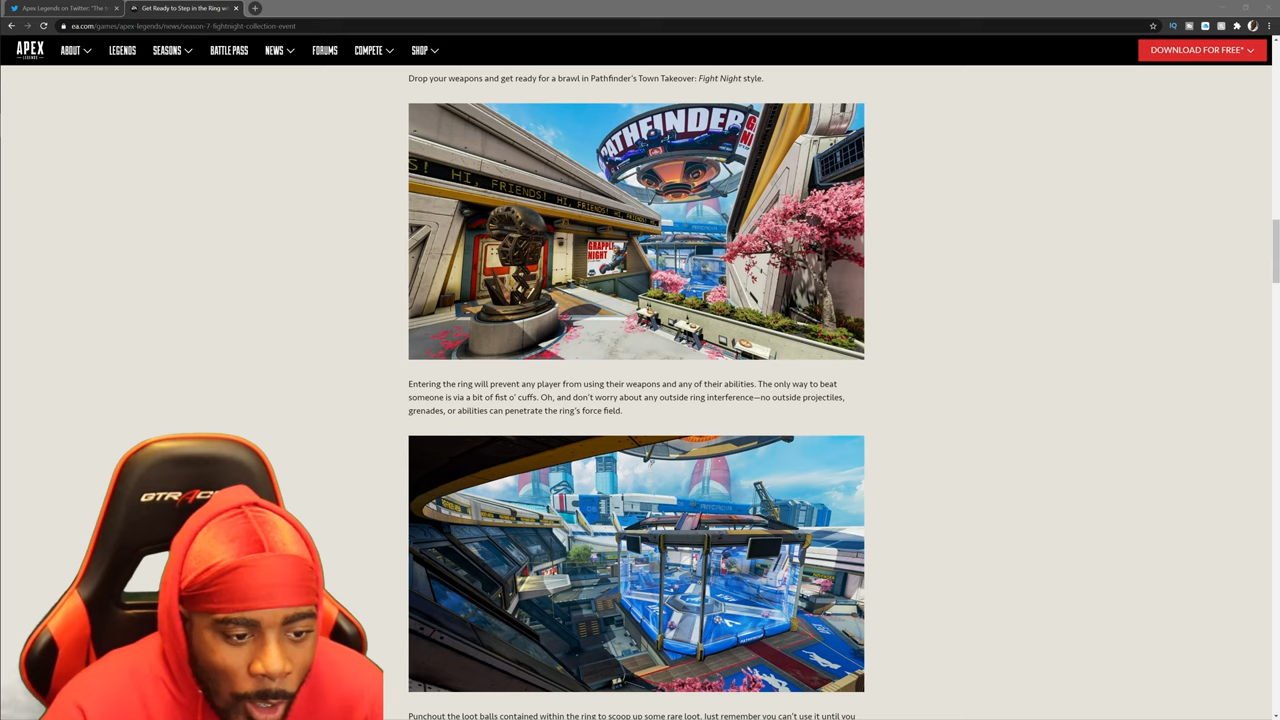 Apex Legends on Twitter: "The t
Get Ready to Step in the Ring w
ea.com/games/apex-legends/news/season-7-fightnight-collection-event
APEX
LEGENDS
ABOUT
LEGENDS
SEASONS
BATTLE PASS
NEWS
FORUMS
COMPETE
SHOP
DOWNLOAD FOR FREE*
Drop your weapons and get ready for a brawl in Pathfinder's Town Takeover: Fight Night style.
PATHFINDER
S! HI, FRIENDS! HI, FRIENDS! HI, FRIENDS! HI
GRAPPLE
NIGHT
Entering the ring will prevent any player from using their weapons and any of their abilities. The only way to beat
someone is via a bit of fist o' cuffs. Oh, and don't worry about any outside ring interference—no outside projectiles,
grenades, or abilities can penetrate the ring's force field.
ARCADIA
PATHFINDER
GTRACING
Punchout the loot balls contained within the ring to scoop up some rare loot. Just remember you can't use it until you